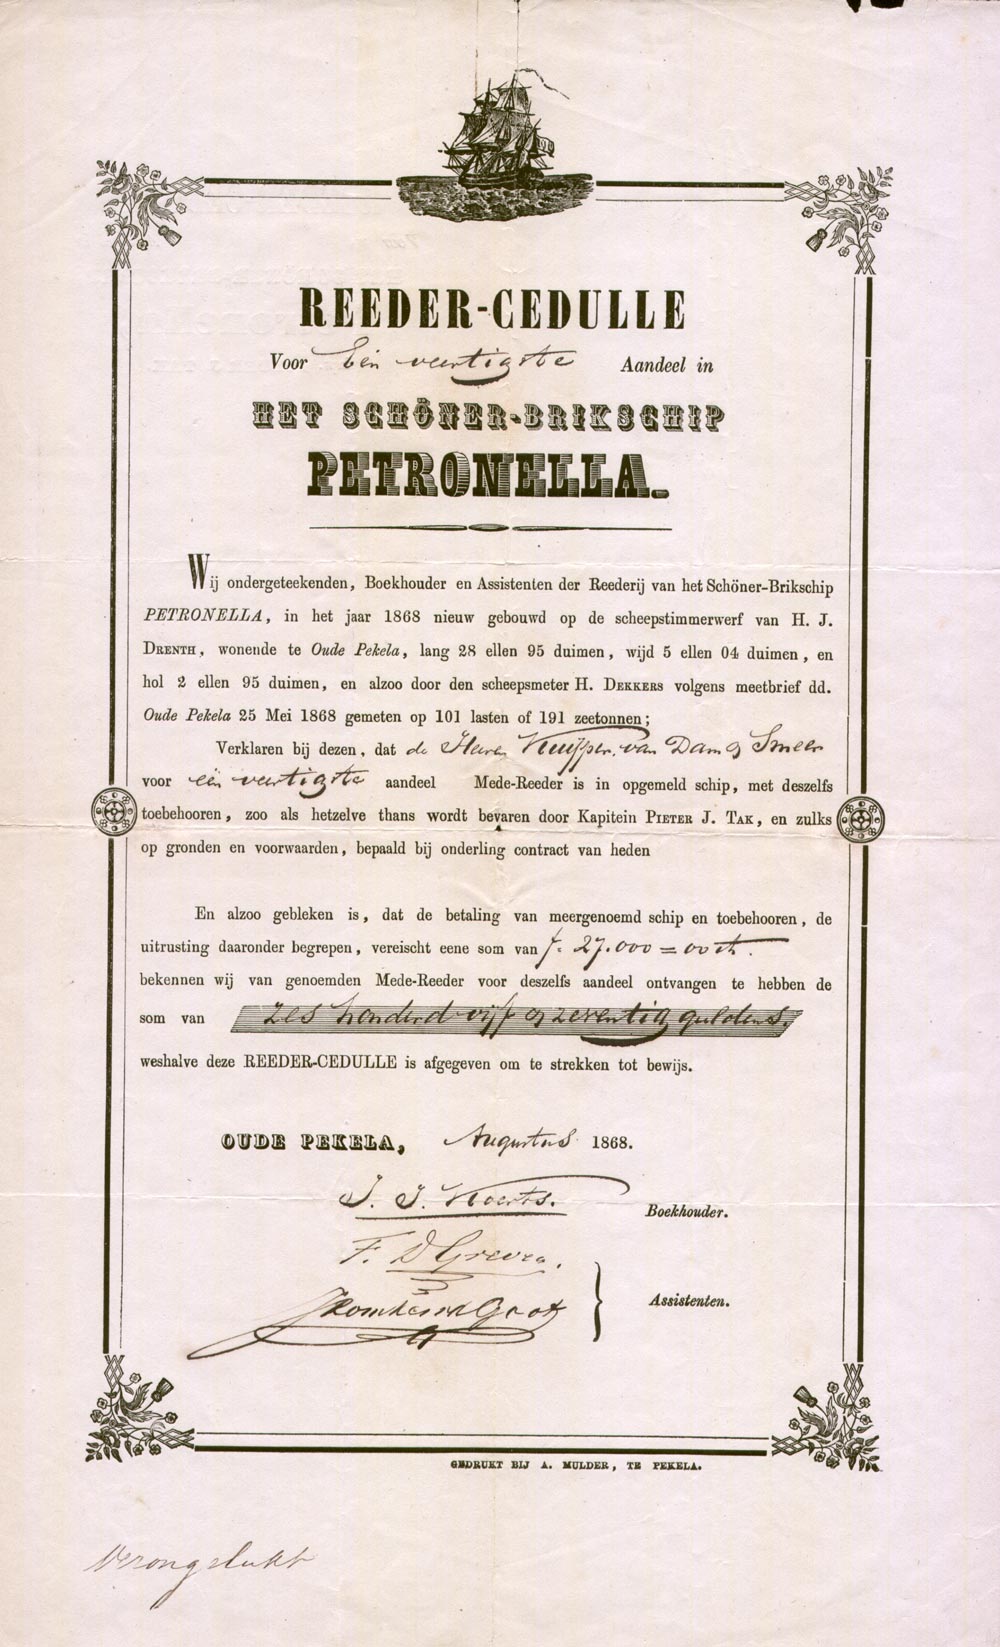 REEDER-CEDULLE
Voor Eén veertigste Aandeel in
HET SCHÖNER-BRIKSCHIP
PETRONELLA.
Wij ondergeteekenden, Boekhouder en Assistenten der Reederij van het Schöner-Brikschip
PETRONELLA, in het jaar 1868 nieuw gebouwd op de scheepstimmerwerf van H. J.
DRENTH, wonende te Oude Pekela, lang 28 ellen 95 duimen, wijd 5 ellen 04 duimen, en
hol 2 ellen 95 duimen, en alzoo door den scheepsmeter H. DEKKERS volgens meetbrief dd.
Oude Pekela 25 Mei 1868 gemeten op 101 lasten of 191 zeetonnen;
Verklaren bij dezen, dat de Heren Kuijper, van Dam & Smeer
voor één veertigste aandeel Mede-Reeder is in opgemeld schip, met deszelfs
toebehooren, zoo als hetzelve thans wordt bevaren door Kapitein PIETER J. TAK, en zulks
op gronden en voorwaarden, bepaald bij onderling contract van heden
En alzoo gebleken is, dat de betaling van meergenoemd schip en toebehooren, de
uitrusting daaronder begrepen, vereischt eene som van f. 27.000 = 00 ct.
bekennen wij van genoemden Mede-Reeder voor deszelfs aandeel ontvangen te hebben de
som van zes honderd vijf en zeventig guldens.
weshalve deze REEDER-CEDULLE is afgegeven om te strekken tot bewijs.
OUDE PEKELA, Augustus 1868.
J. J. Koerts. Boekhouder.
F. D Grevra.
Goot Assistenten.
GEDRUKT BIJ A. MULDER, TE PEKELA.
Verongelukt